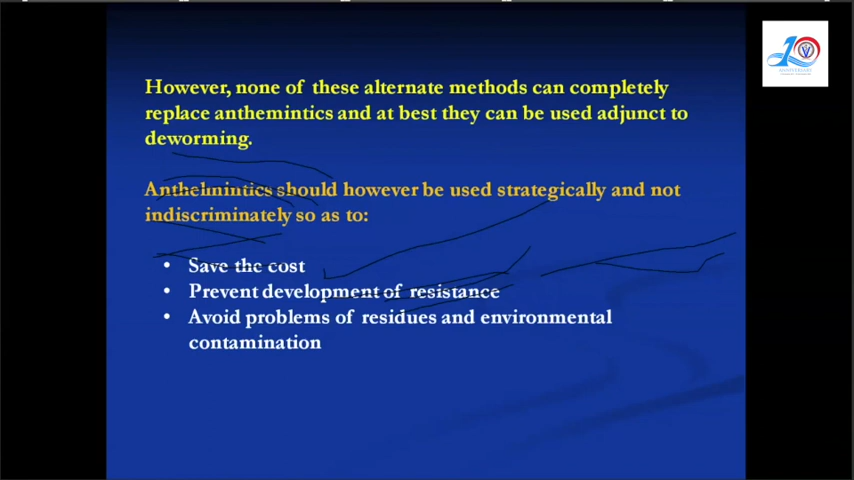 However, none of these alternate methods can completely
replace anthemintics and at best they can be used adjunct to
deworming.
Anthelmintics should however be used strategically and not
indiscriminately so as to:
• Save the cost
• Prevent development of resistance
• Avoid problems of residues and environmental
contamination
10